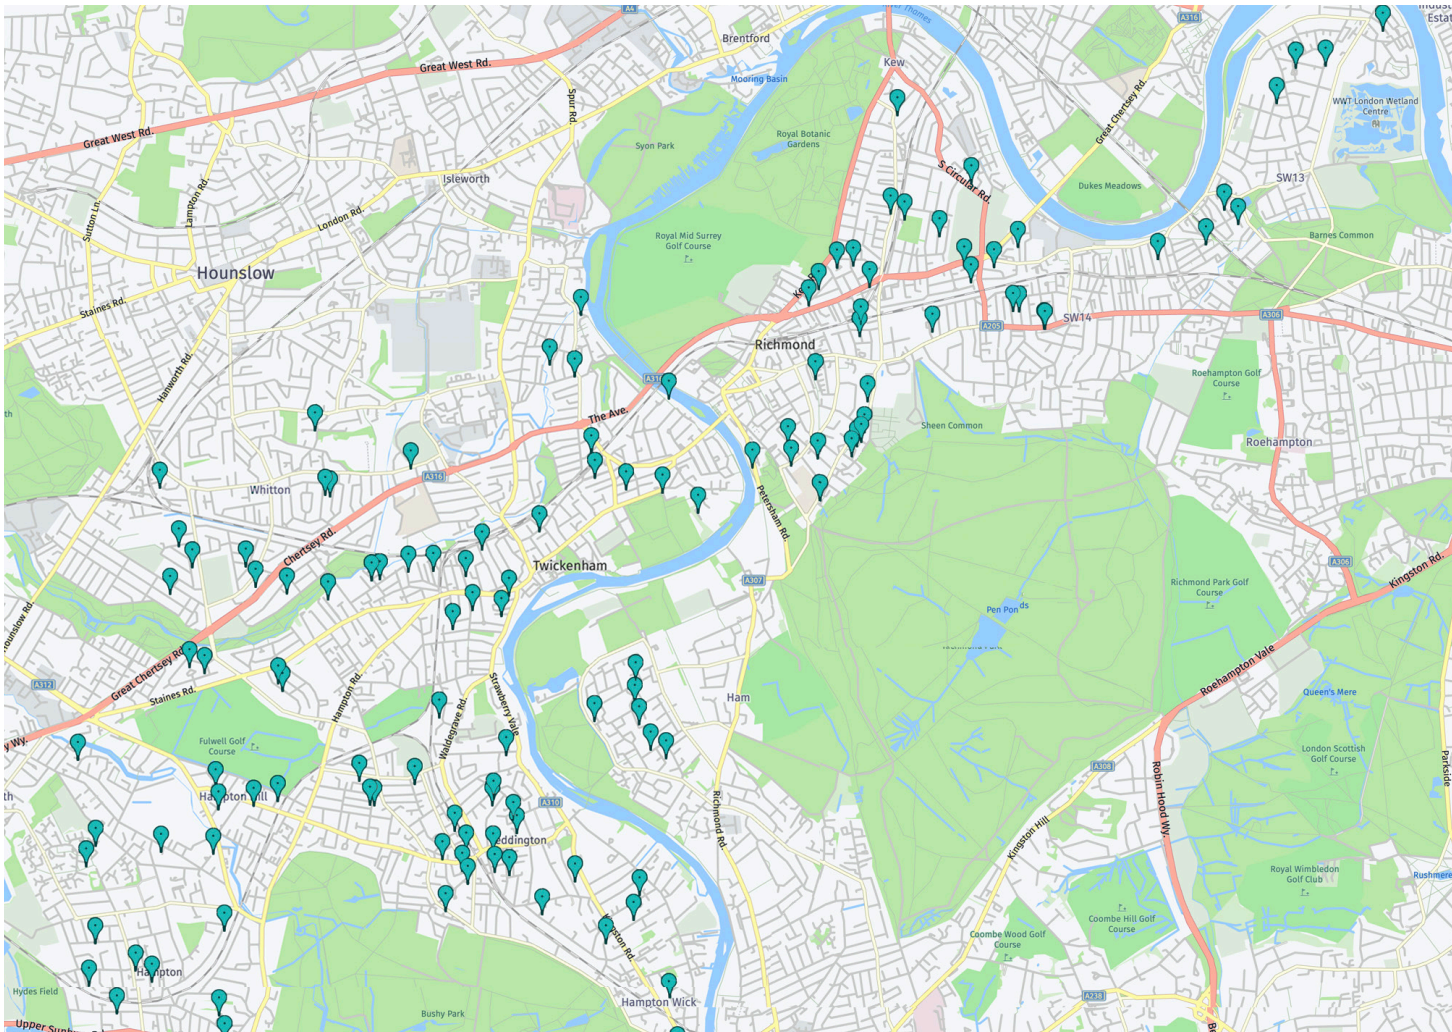 A4
A316
Brentford
Kew
Great West Rd.
Mooring Basin
Spur Rd.
Great Chertsey Rd.
WWT London Wetland
Centre
Great West Rd.
Royal Botanic
Gardens
Syon Park
S Circular Rd.
SW13
Isleworth
Dukes Meadows
Lampton Rd.
Sutton Ln.
London Rd.
Royal Mid Surrey
Golf Course
Barnes Common
Hounslow
Staines Rd.
SW14
A306
A205
Richmond
Hanworth Rd.
Roehampton Golf
Course
The Ave.
Sheen Common
Roehampton
A316
Whitton
Petersham Rd.
Chertsey Rd.
Twickenham
A307
A306
Kingston Rd.
Richmond Park Golf
Course
Pen Ponds
Roehampton Vale
Great Chertsey Rd.
A312
Staines Rd.
Hampton Rd.
Strawberry Vale
Waldegrave Rd.
Ham
Queen's Mere
Fulwell Golf
Course
London Scottish
Golf Course
Parkside
A308
Robin Hood Wy.
A310
Richmond Rd.
Kingston Hill
Royal Wimbledon
Golf Club
Rushmere
Coombe Hill Golf
Course
Coombe Wood Golf
Course
Hydes Field
A238
Hampton Wick
Bushy Park